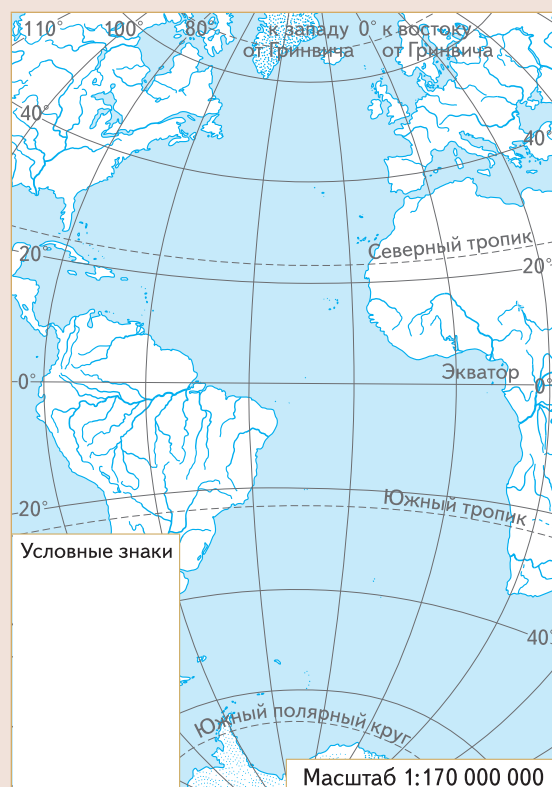 110° 100° 80° к западу 0° к востоку
от Гринвича от Гринвича
40° 40°
Северный тропик
20° 20°
Экватор
0° 0°
Южный тропик
20°
Условные знаки
40°
Южный полярный круг
Масштаб 1:170 000 000